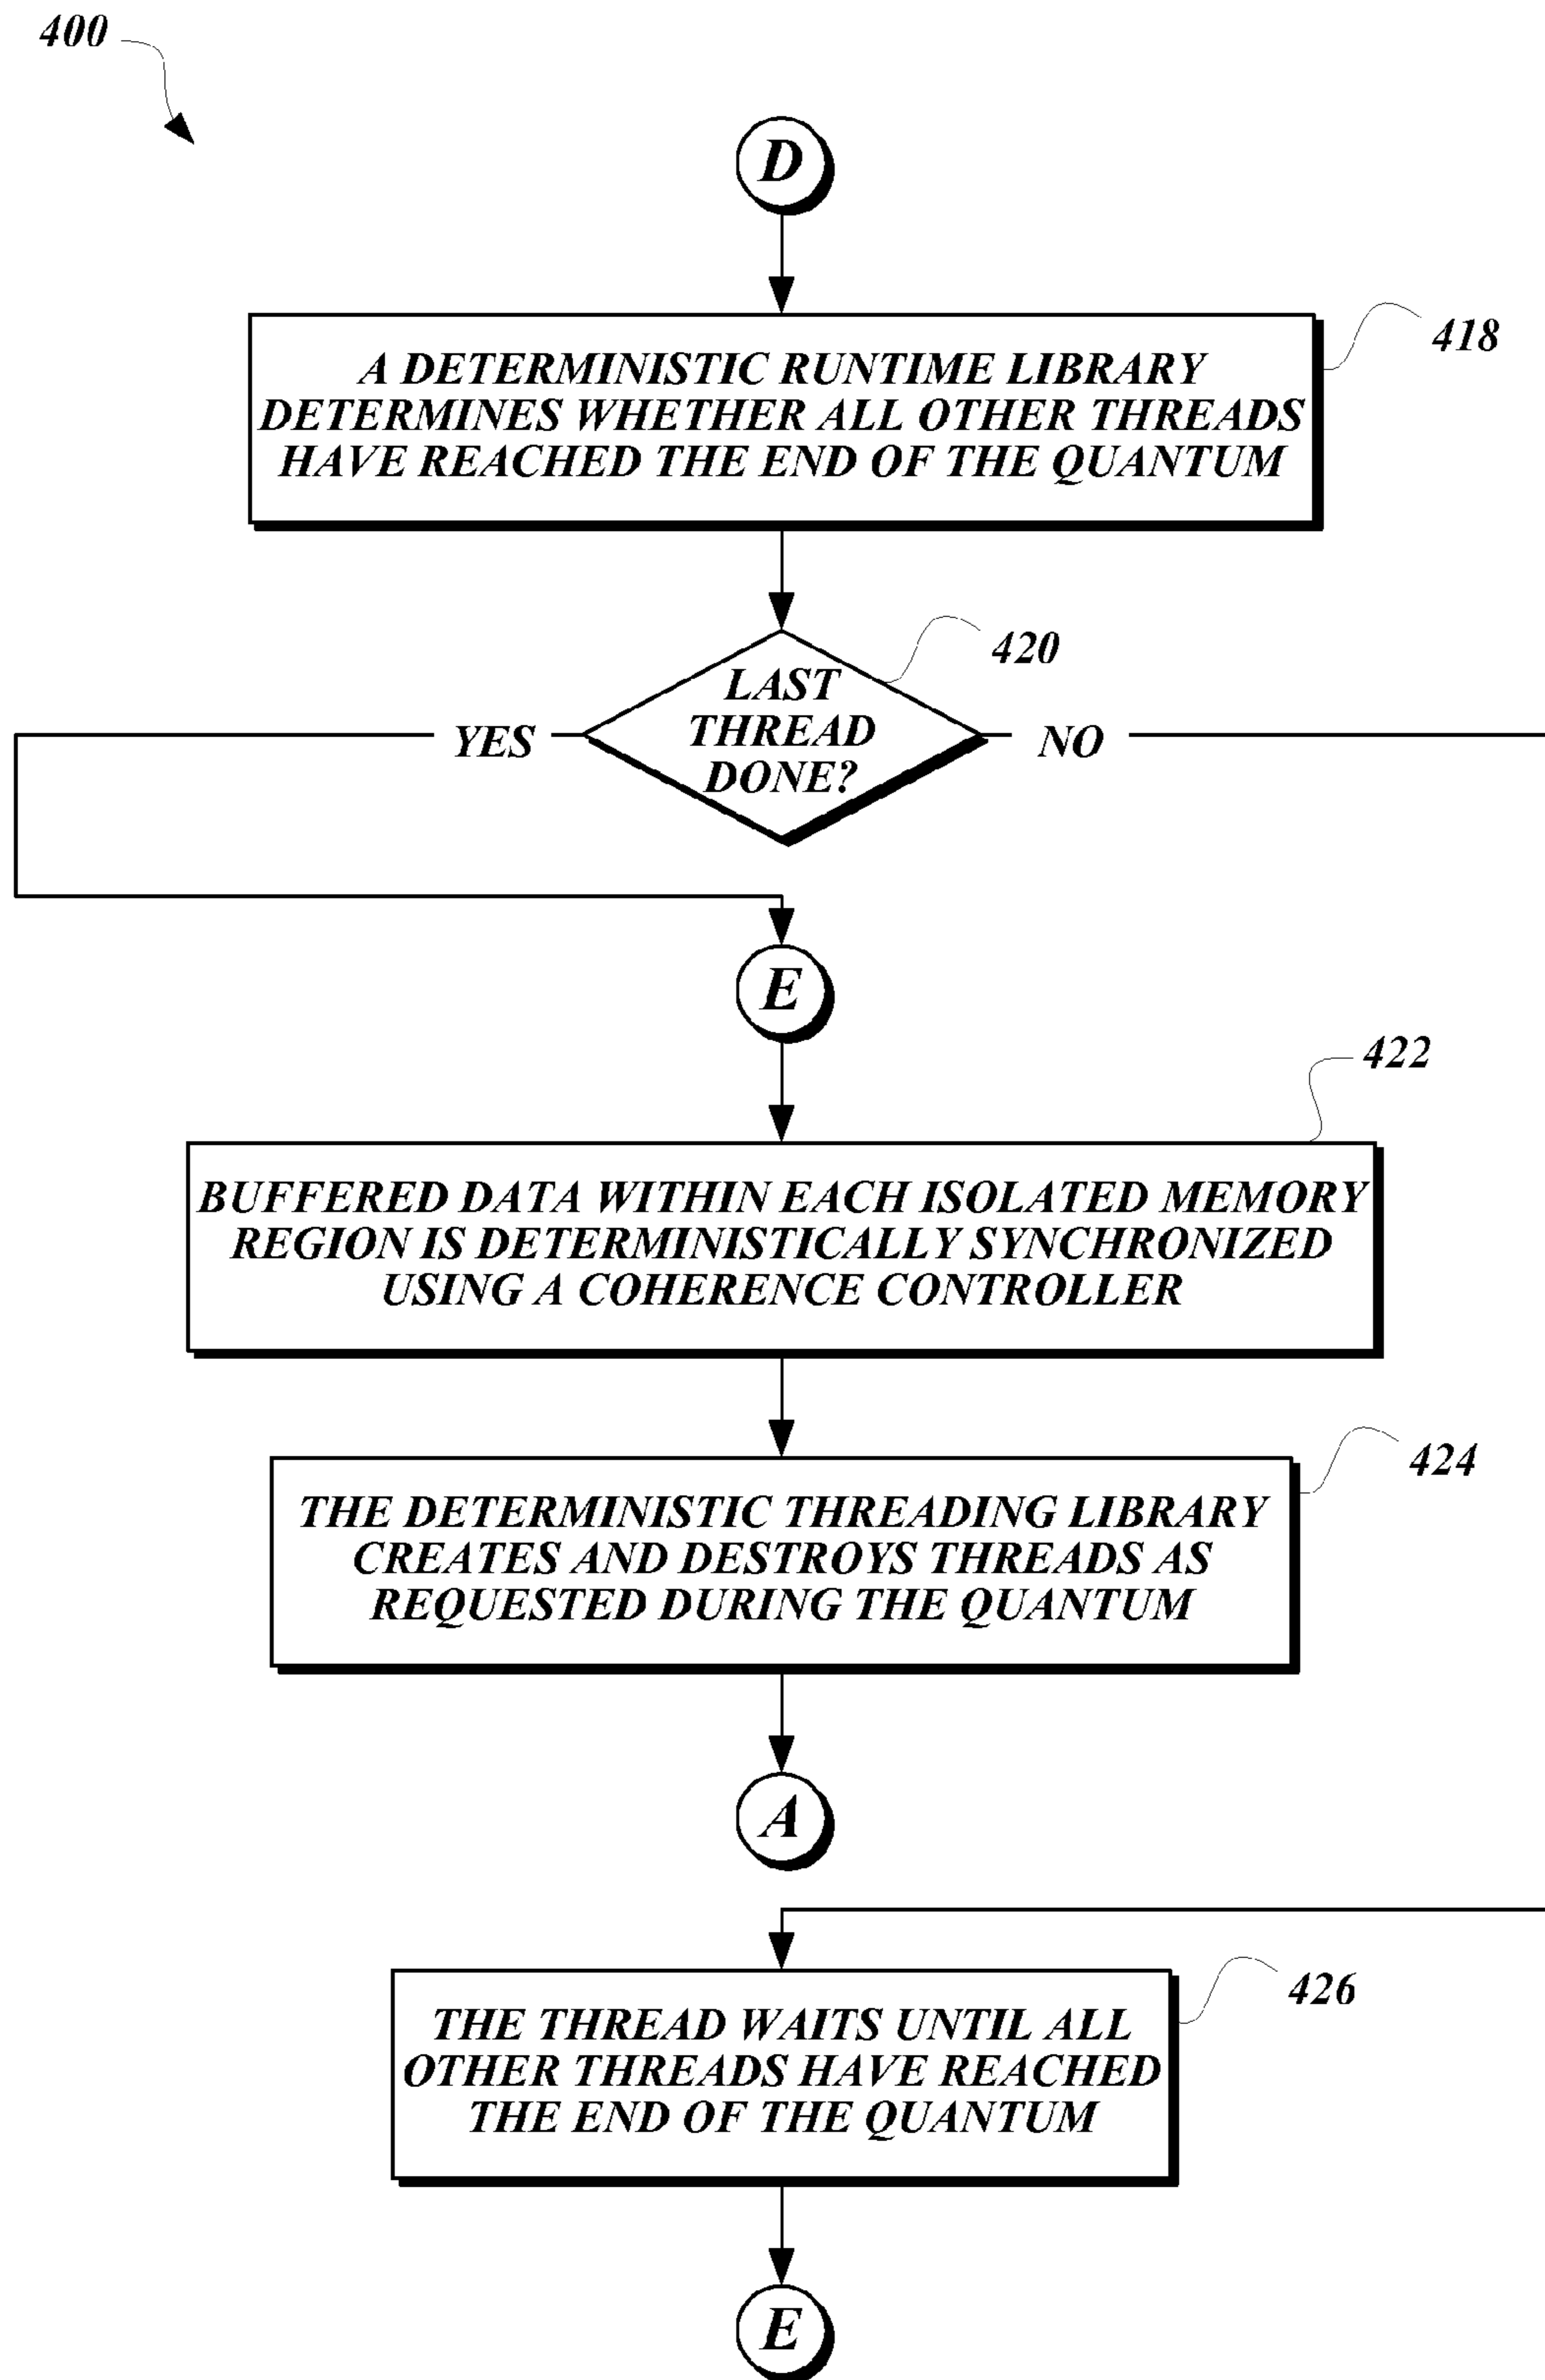 400
D
A DETERMINISTIC RUNTIME LIBRARY
DETERMINES WHETHER ALL OTHER THREADS
HAVE REACHED THE END OF THE QUANTUM
418
LAST
THREAD
DONE?
420
YES
NO
E
422
BUFFERED DATA WITHIN EACH ISOLATED MEMORY
REGION IS DETERMINISTICALLY SYNCHRONIZED
USING A COHERENCE CONTROLLER
424
THE DETERMINISTIC THREADING LIBRARY
CREATES AND DESTROYS THREADS AS
REQUESTED DURING THE QUANTUM
A
426
THE THREAD WAITS UNTIL ALL
OTHER THREADS HAVE REACHED
THE END OF THE QUANTUM
E